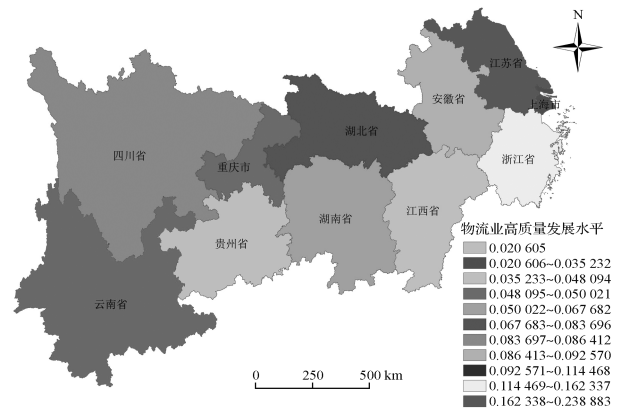 N
江苏省
上海市
安徽省
湖北省
四川省
重庆市
浙江省
江西省
湖南省
贵州省
云南省
物流业高质量发展水平
0.020 605
0.020 606~0.035 232
0.035 233~0.048 094
0.048 095~0.050 021
0.050 022~0.067 682
0.067 683~0.083 696
0.083 697~0.086 412
0.086 413~0.092 570
0.092 571~0.114 468
0.114 469~0.162 337
0.162 338~0.238 883
0 250 500 km